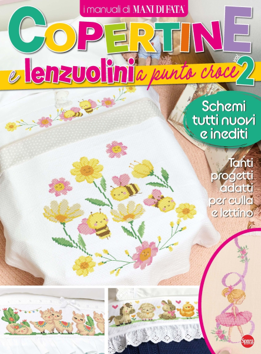 i manuali di MANI DI FATA
COPERTINE
e lenzuolini a punto croce 2
Schemi
tutti nuovi
e inediti
Tanti
progetti
adatti
per culla
e lettino